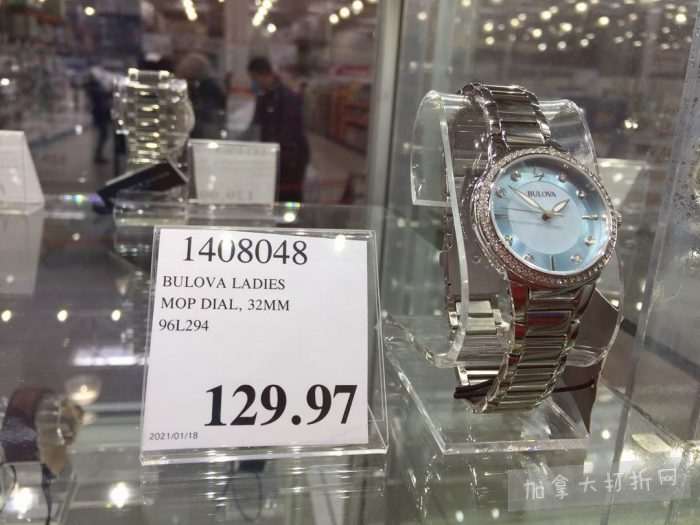 1408048
BULOVA LADIES
MOP DIAL, 32MM
96L294
129.97
2021/01/18
BULOVA
加拿大打折网